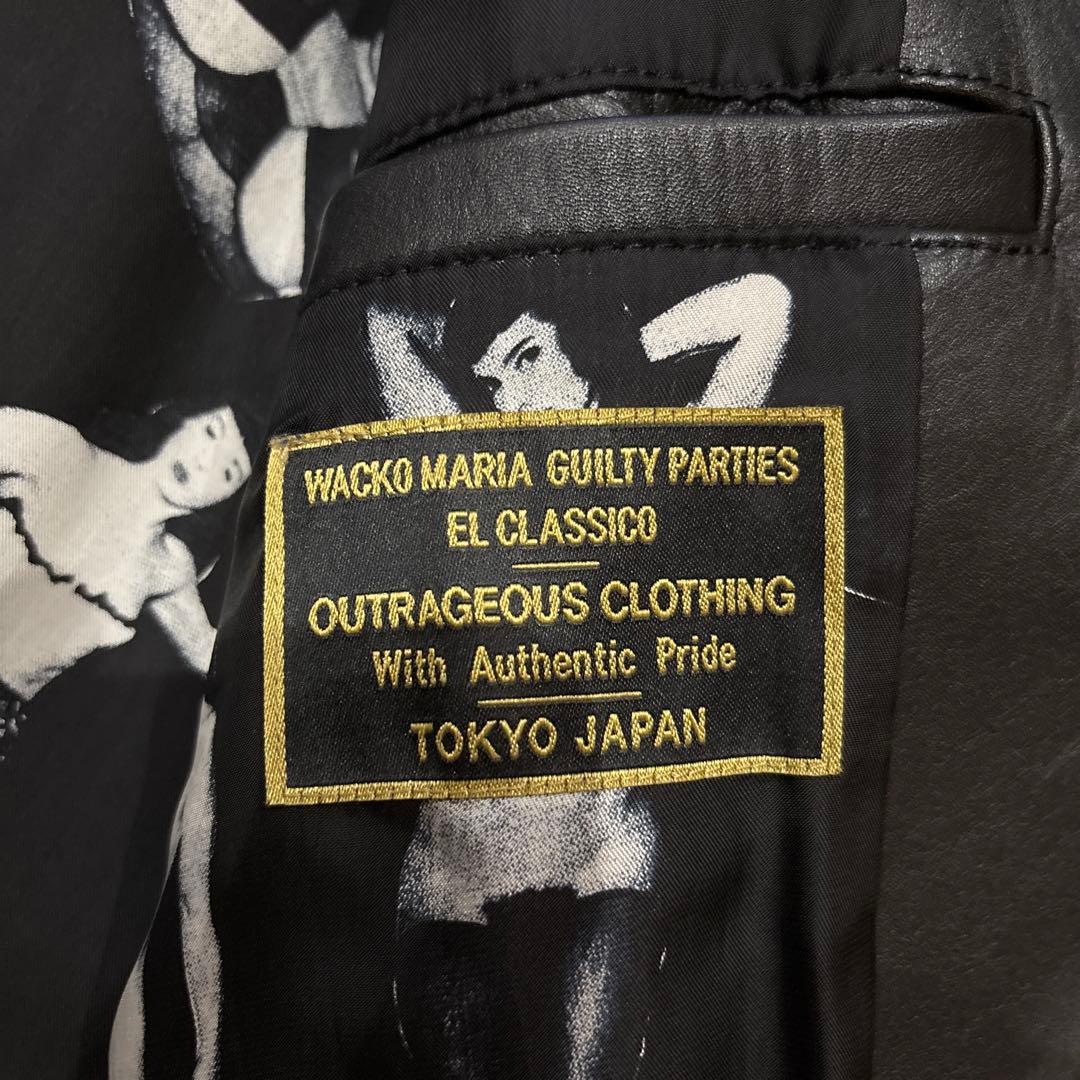 WACKO MARIA GUILTY PARTIES
EL CLASSICO
OUTRAGEOUS CLOTHING
With Authentic Pride
TOKYO JAPAN